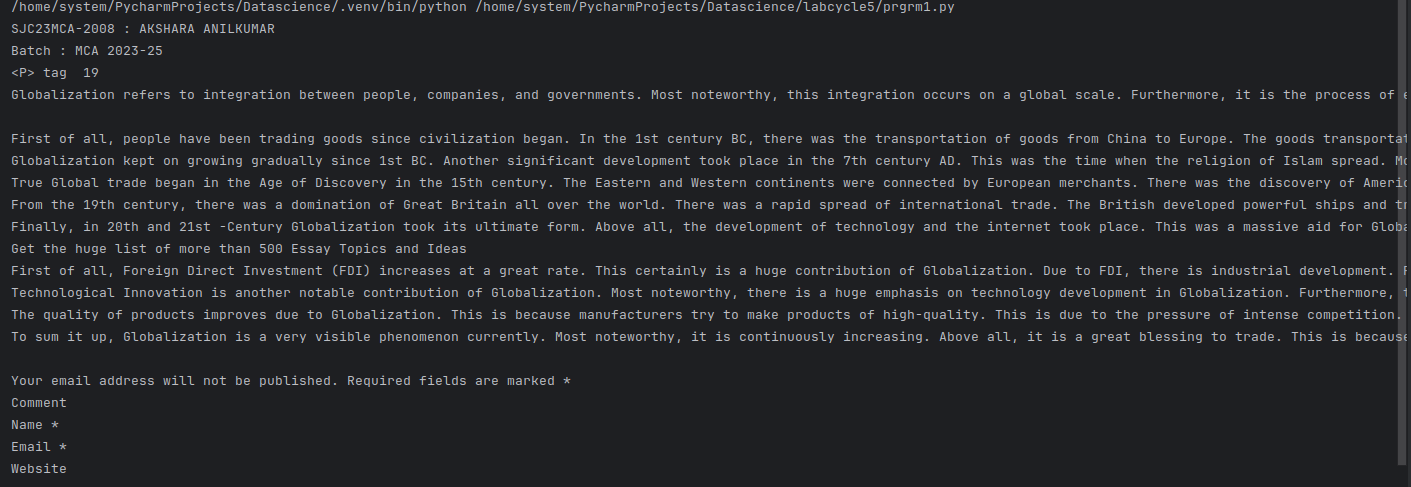 /home/system/PycharmProjects/Datascience/.venv/bin/python /home/system/PycharmProjects/Datascience/labcycle5/prgrm1.py
SJC23MCA-2008 : AKSHARA ANILKUMAR
Batch : MCA 2023-25
<P> tag  19
Globalization refers to integration between people, companies, and governments. Most noteworthy, this integration occurs on a global scale. Furthermore, it is the process of
First of all, people have been trading goods since civilization began. In the 1st century BC, there was the transportation of goods from China to Europe. The goods transportat
Globalization kept on growing gradually since 1st BC. Another significant development took place in the 7th century AD. This was the time when the religion of Islam spread. Mo
True Global trade began in the Age of Discovery in the 15th century. The Eastern and Western continents were connected by European merchants. There was the discovery of Americ
From the 19th century, there was a domination of Great Britain all over the world. There was a rapid spread of international trade. The British developed powerful ships and tr
Finally, in 20th and 21st -Century Globalization took its ultimate form. Above all, the development of technology and the internet took place. This was a massive aid for Globa
Get the huge list of more than 500 Essay Topics and Ideas
First of all, Foreign Direct Investment (FDI) increases at a great rate. This certainly is a huge contribution of Globalization. Due to FDI, there is industrial development.
Technological Innovation is another notable contribution of Globalization. Most noteworthy, there is a huge emphasis on technology development in Globalization. Furthermore, t
The quality of products improves due to Globalization. This is because manufacturers try to make products of high-quality. This is due to the pressure of intense competition.
To sum it up, Globalization is a very visible phenomenon currently. Most noteworthy, it is continuously increasing. Above all, it is a great blessing to trade. This is because
Your email address will not be published. Required fields are marked *
Comment
Name *
Email *
Website